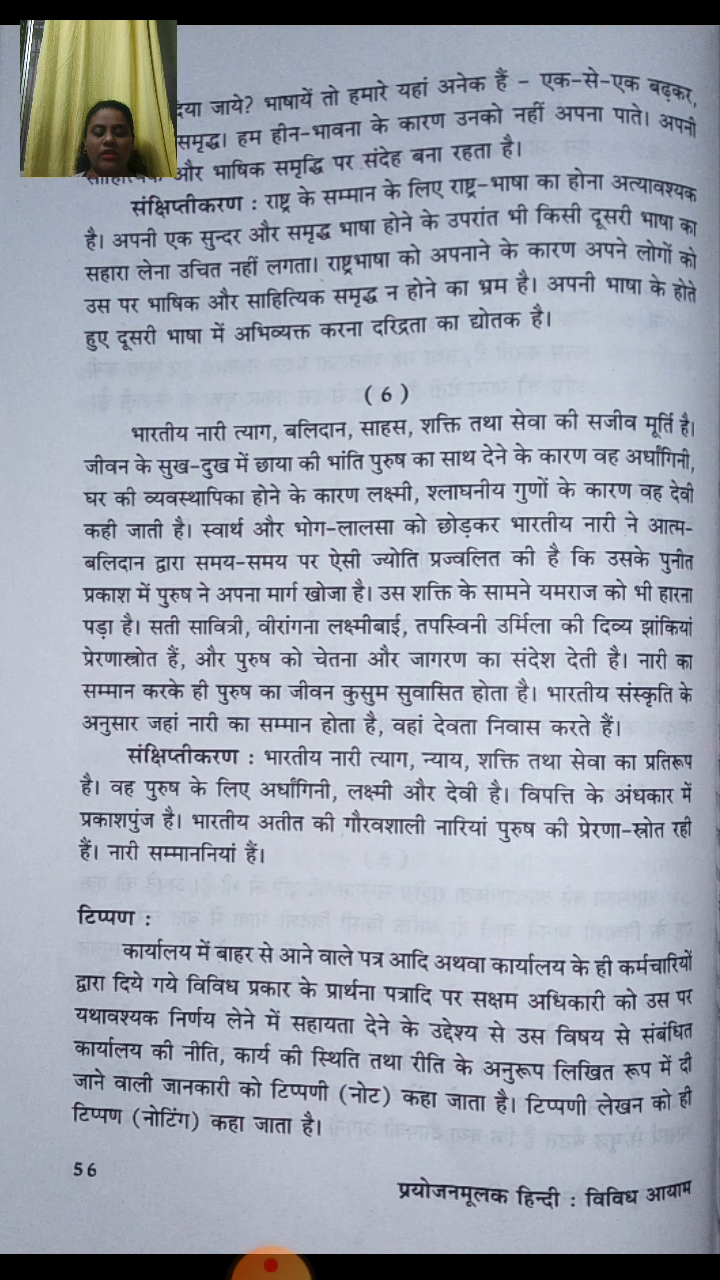 दिया जाये? भाषायें तो हमारे यहां अनेक हैं - एक-से-एक बढ़कर,
समृद्ध। हम हीन-भावना के कारण उनको नहीं अपना पाते। अपनी
साहित्यिक और भाषिक समृद्धि पर संदेह बना रहता है।
संक्षिप्तीकरण : राष्ट्र के सम्मान के लिए राष्ट्र-भाषा का होना अत्यावश्यक
है। अपनी एक सुन्दर और समृद्ध भाषा होने के उपरांत भी किसी दूसरी भाषा का
सहारा लेना उचित नहीं लगता। राष्ट्रभाषा को अपनाने के कारण अपने लोगों को
उस पर भाषिक और साहित्यिक समृद्ध न होने का भ्रम है। अपनी भाषा के होते
हुए दूसरी भाषा में अभिव्यक्त करना दरिद्रता का द्योतक है।
( 6 )
भारतीय नारी त्याग, बलिदान, साहस, शक्ति तथा सेवा की सजीव मूर्ति है।
जीवन के सुख-दुख में छाया की भांति पुरुष का साथ देने के कारण वह अर्धांगिनी,
घर की व्यवस्थापिका होने के कारण लक्ष्मी, श्लाघनीय गुणों के कारण वह देवी
कही जाती है। स्वार्थ और भोग-लालसा को छोड़कर भारतीय नारी ने आत्म-
बलिदान द्वारा समय-समय पर ऐसी ज्योति प्रज्वलित की है कि उसके पुनीत
प्रकाश में पुरुष ने अपना मार्ग खोजा है। उस शक्ति के सामने यमराज को भी हारना
पड़ा है। सती सावित्री, वीरांगना लक्ष्मीबाई, तपस्विनी उर्मिला की दिव्य झांकियां
प्रेरणास्त्रोत हैं, और पुरुष को चेतना और जागरण का संदेश देती है। नारी का
सम्मान करके ही पुरुष का जीवन कुसुम सुवासित होता है। भारतीय संस्कृति के
अनुसार जहां नारी का सम्मान होता है, वहां देवता निवास करते हैं।
संक्षिप्तीकरण : भारतीय नारी त्याग, न्याय, शक्ति तथा सेवा का प्रतिरूप
है। वह पुरुष के लिए अर्धांगिनी, लक्ष्मी और देवी है। विपत्ति के अंधकार में
प्रकाशपुंज है। भारतीय अतीत की गौरवशाली नारियां पुरुष की प्रेरणा-स्त्रोत रही
हैं। नारी सम्माननियां हैं।
टिप्पण :
कार्यालय में बाहर से आने वाले पत्र आदि अथवा कार्यालय के ही कर्मचारियों
द्वारा दिये गये विविध प्रकार के प्रार्थना पत्रादि पर सक्षम अधिकारी को उस पर
यथावश्यक निर्णय लेने में सहायता देने के उद्देश्य से उस विषय से संबंधित
कार्यालय की नीति, कार्य की स्थिति तथा रीति के अनुरूप लिखित रूप में दी
जाने वाली जानकारी को टिप्पणी (नोट) कहा जाता है। टिप्पणी लेखन को ही
टिप्पण (नोटिंग) कहा जाता है।
56
प्रयोजनमूलक हिन्दी : विविध आयाम